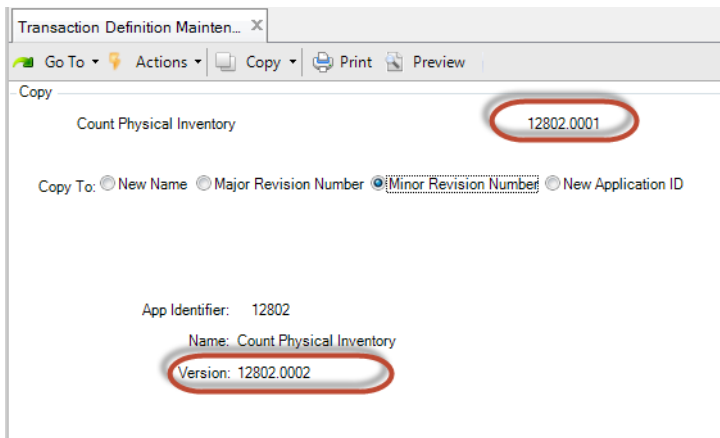 Transaction Definition Mainten... X
Go To Actions Copy Print Preview
Copy
Count Physical Inventory 12802.0001
Copy To: New Name Major Revision Number Minor Revision Number New Application ID
App Identifier: 12802
Name: Count Physical Inventory
Version: 12802.0002